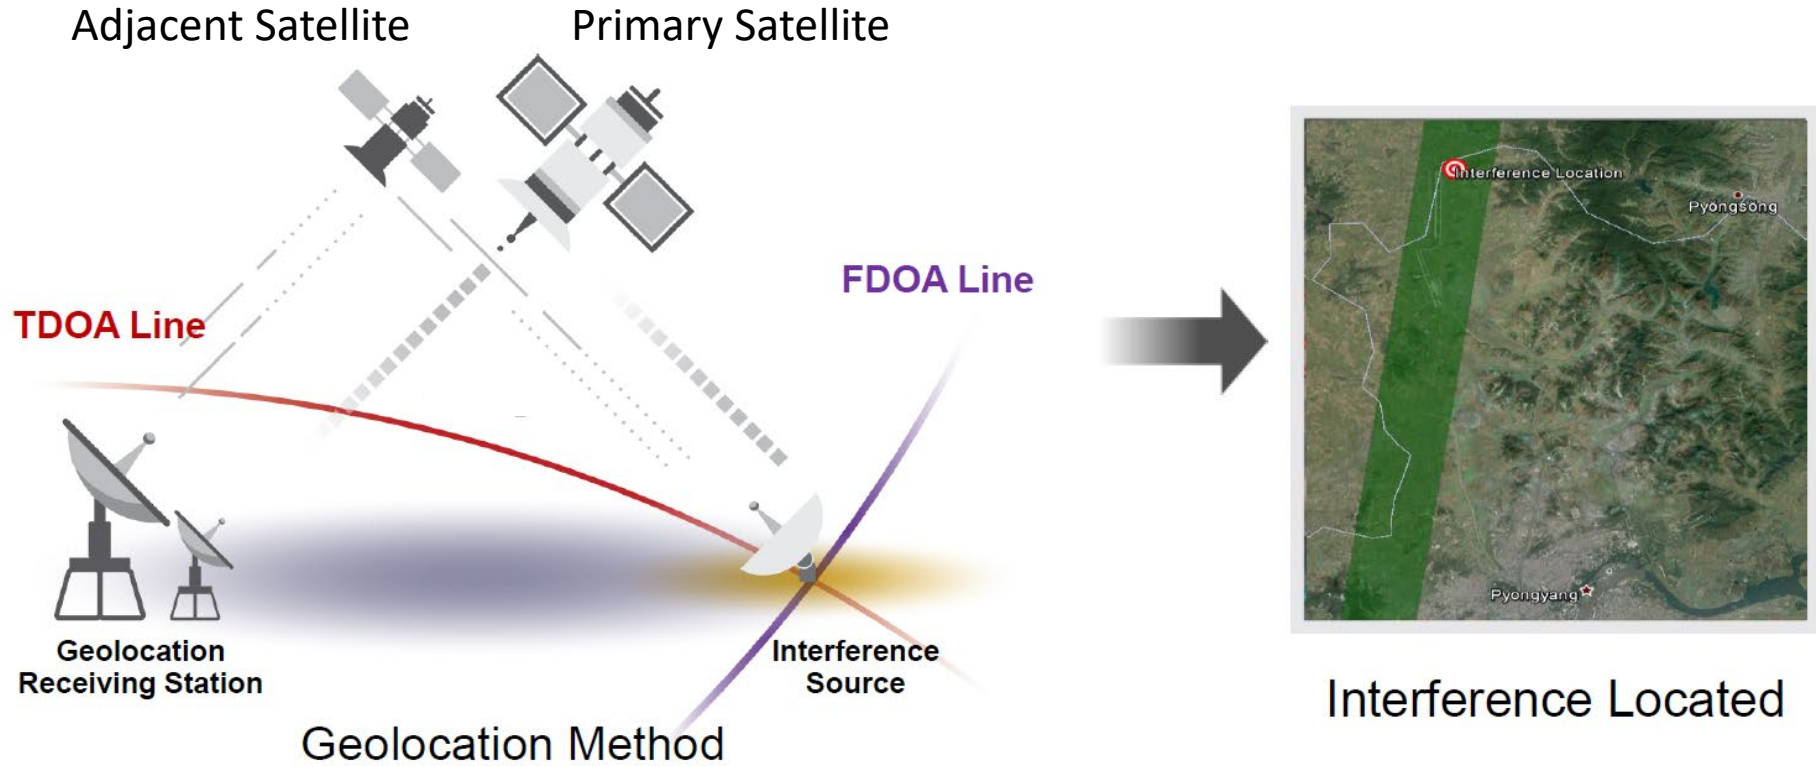 Adjacent Satellite
Primary Satellite
TDOA Line
FDOA Line
Geolocation
Receiving Station
Interference
Source
Geolocation Method
Interference Location
Pyŏngsŏng
Pyongyang
Interference Located